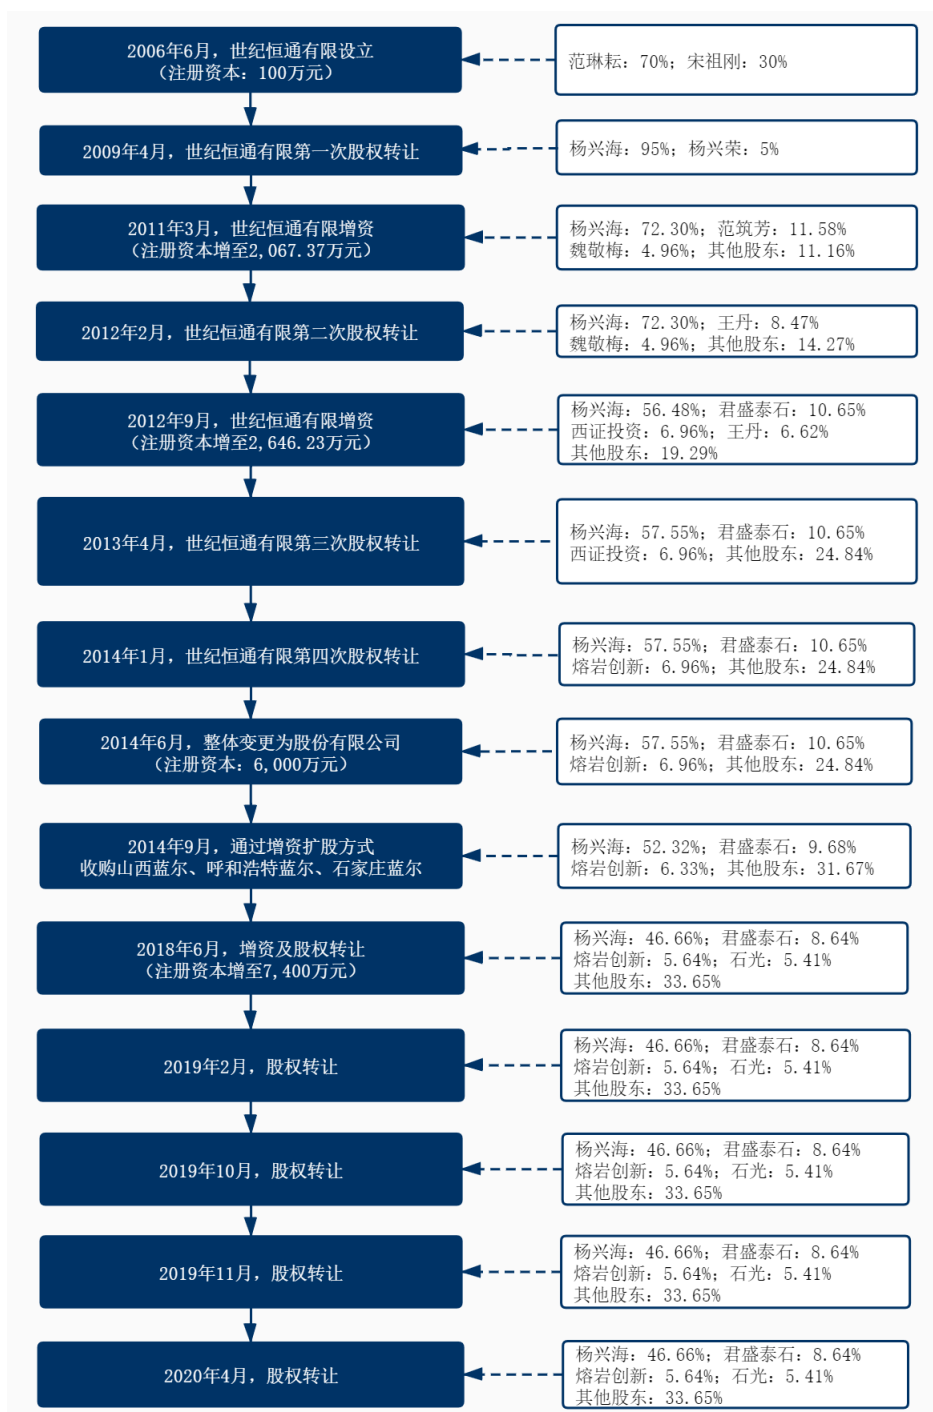 2006年6月，世纪恒通有限设立
（注册资本：100万元）
范琳耘：70%；宋祖刚：30%
2009年4月，世纪恒通有限第一次股权转让
杨兴海：95%；杨兴荣：5%
2011年3月，世纪恒通有限增资
（注册资本增至2,067.37万元）
杨兴海：72.30%；范筑芳：11.58%
魏敬梅：4.96%；其他股东：11.16%
2012年2月，世纪恒通有限第二次股权转让
杨兴海：72.30%；王丹：8.47%
魏敬梅：4.96%；其他股东：14.27%
2012年9月，世纪恒通有限增资
（注册资本增至2,646.23万元）
杨兴海：56.48%；君盛泰石：10.65%
西证投资：6.96%；王丹：6.62%
其他股东：19.29%
2013年4月，世纪恒通有限第三次股权转让
杨兴海：57.55%；君盛泰石：10.65%
西证投资：6.96%；其他股东：24.84%
2014年1月，世纪恒通有限第四次股权转让
杨兴海：57.55%；君盛泰石：10.65%
熔岩创新：6.96%；其他股东：24.84%
2014年6月，整体变更为股份有限公司
（注册资本：6,000万元）
杨兴海：57.55%；君盛泰石：10.65%
熔岩创新：6.96%；其他股东：24.84%
2014年9月，通过增资扩股方式
收购山西蓝尔、呼和浩特蓝尔、石家庄蓝尔
杨兴海：52.32%；君盛泰石：9.68%
熔岩创新：6.33%；其他股东：31.67%
2018年6月，增资及股权转让
（注册资本增至7,400万元）
杨兴海：46.66%；君盛泰石：8.64%
熔岩创新：5.64%；石光：5.41%
其他股东：33.65%
2019年2月，股权转让
杨兴海：46.66%；君盛泰石：8.64%
熔岩创新：5.64%；石光：5.41%
其他股东：33.65%
2019年10月，股权转让
杨兴海：46.66%；君盛泰石：8.64%
熔岩创新：5.64%；石光：5.41%
其他股东：33.65%
2019年11月，股权转让
杨兴海：46.66%；君盛泰石：8.64%
熔岩创新：5.64%；石光：5.41%
其他股东：33.65%
2020年4月，股权转让
杨兴海：46.66%；君盛泰石：8.64%
熔岩创新：5.64%；石光：5.41%
其他股东：33.65%